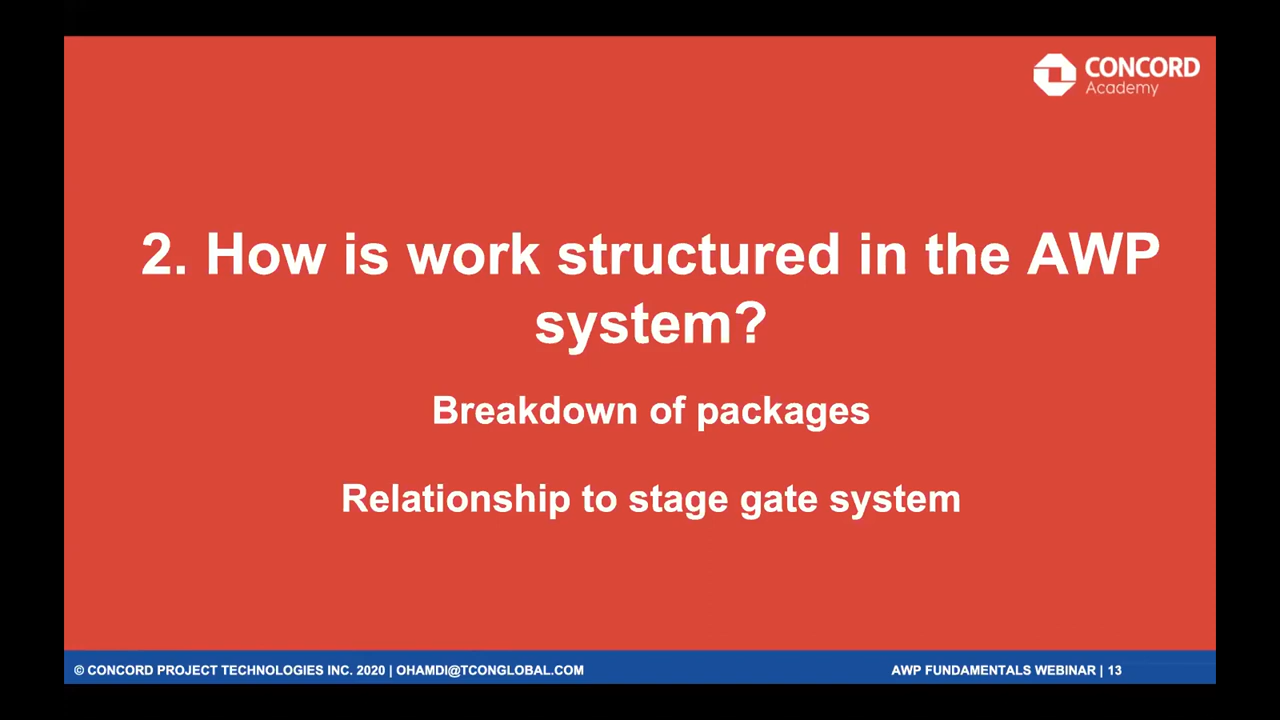 CONCORD
Academy
2. How is work structured in the AWP
system?
Breakdown of packages
Relationship to stage gate system
© CONCORD PROJECT TECHNOLOGIES INC. 2020 | OHAMDI@TCONGLOBAL.COM
AWP FUNDAMENTALS WEBINAR | 13